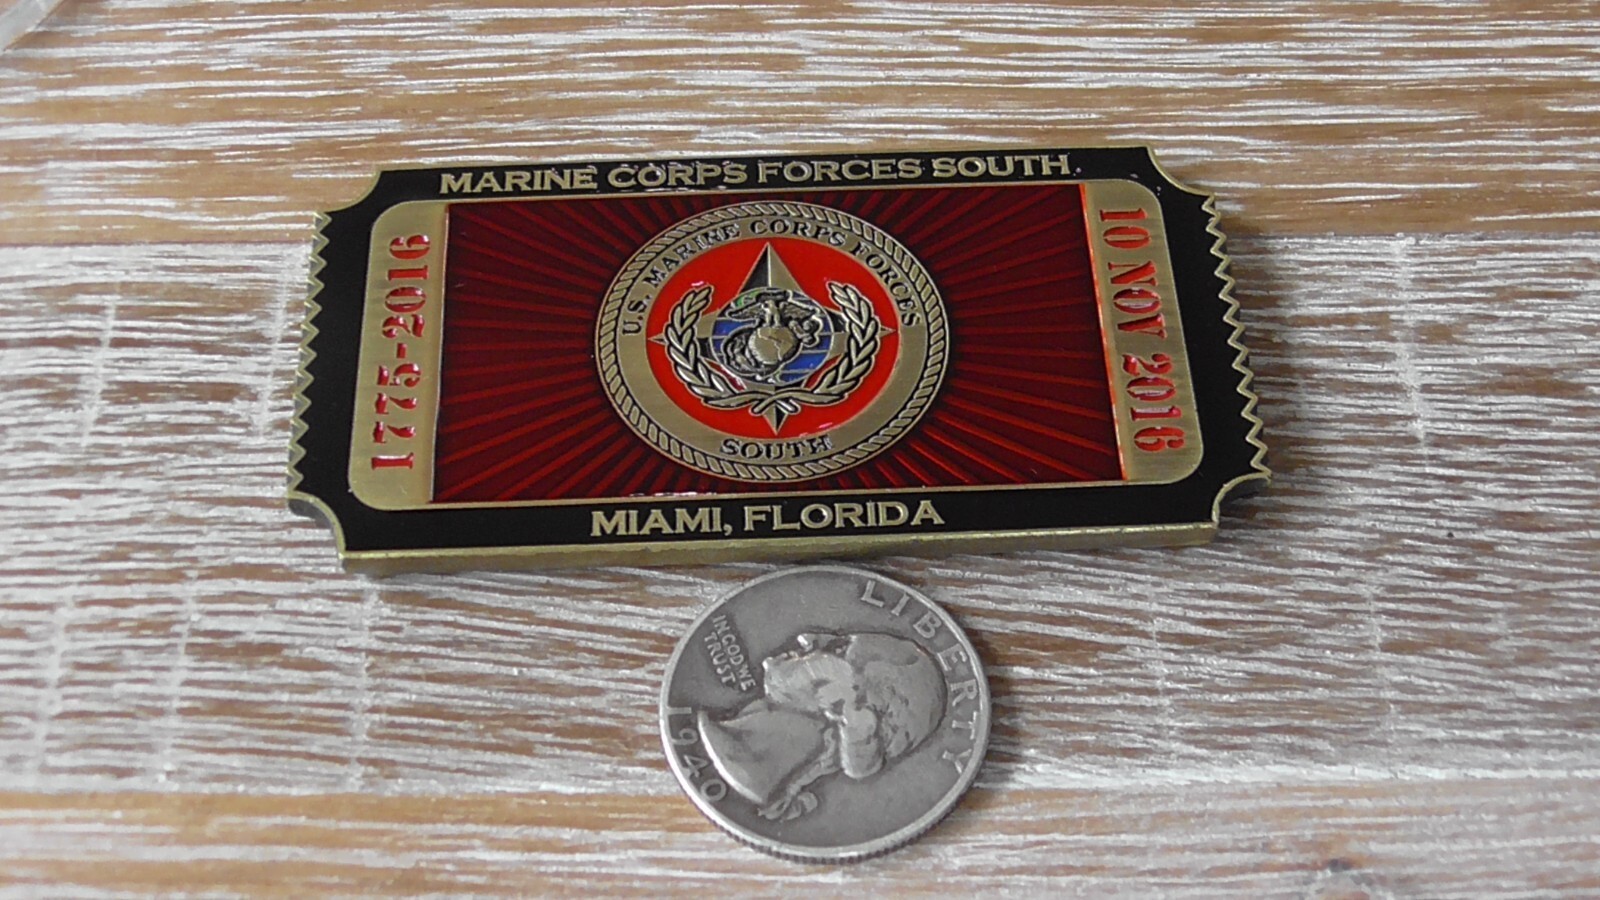 MARINE CORPS FORCES SOUTH
1775-2016
U.S. MARINE CORPS FORCES
SOUTH
10 NOV 2016
MIAMI, FLORIDA
LIBERTY
IN GOD WE
TRUST
1940